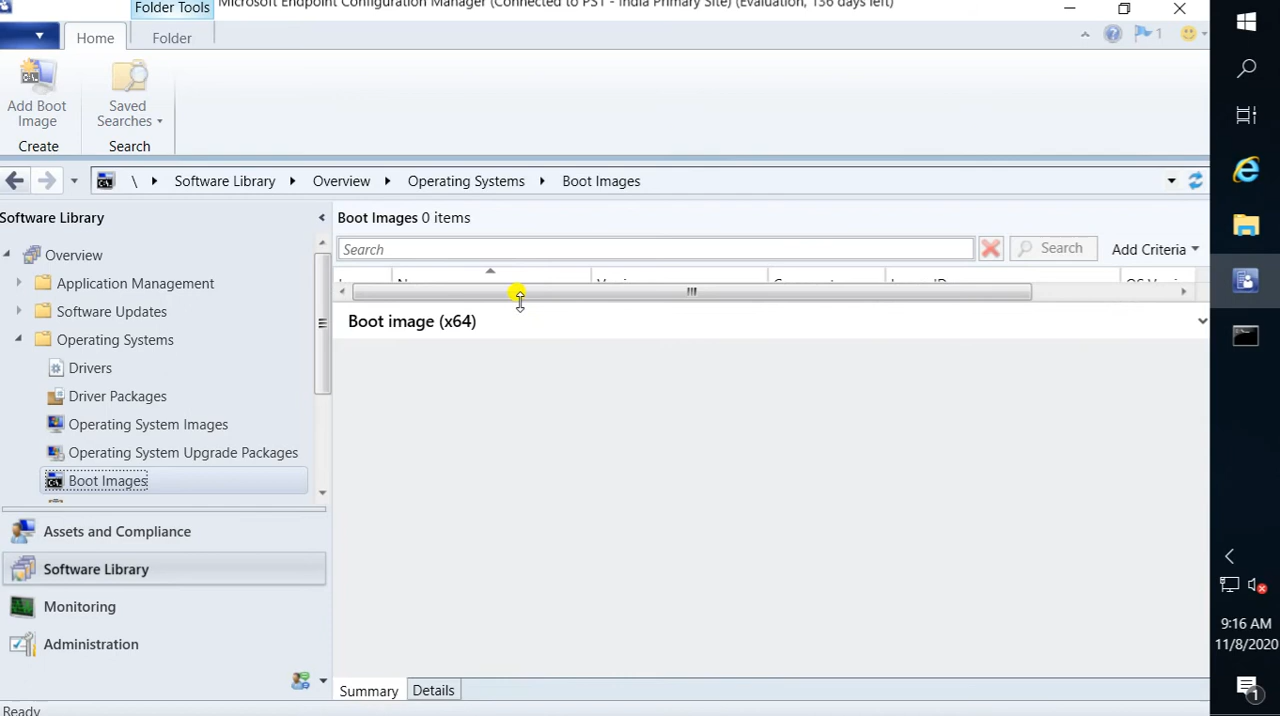 Folder Tools
Microsoft Endpoint Configuration Manager (Connected to PS1 - India Primary Site) (Evaluation, 136 days left)
Home
Folder
1
Add Boot
Image
Saved
Searches
Create
Search
\ Software Library Overview Operating Systems Boot Images
Software Library
Boot Images 0 items
Search
Search
Add Criteria
Overview
Application Management
Software Updates
Operating Systems
Drivers
Driver Packages
Operating System Images
Operating System Upgrade Packages
Boot Images
Boot image (x64)
Assets and Compliance
Software Library
Monitoring
Administration
Summary
Details
Ready
9:16 AM
11/8/2020
1